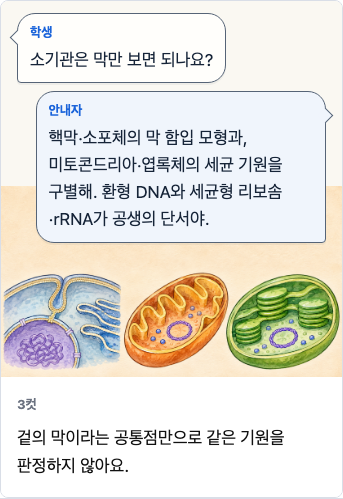 학생
소기관은 막만 보면 되나요?
안내자
핵막·소포체의 막 함입 모형과,
미토콘드리아·엽록체의 세균 기원을
구별해. 환형 DNA와 세균형 리보솜
·rRNA가 공생의 단서야.
3컷
겉의 막이라는 공통점만으로 같은 기원을
판정하지 않아요.